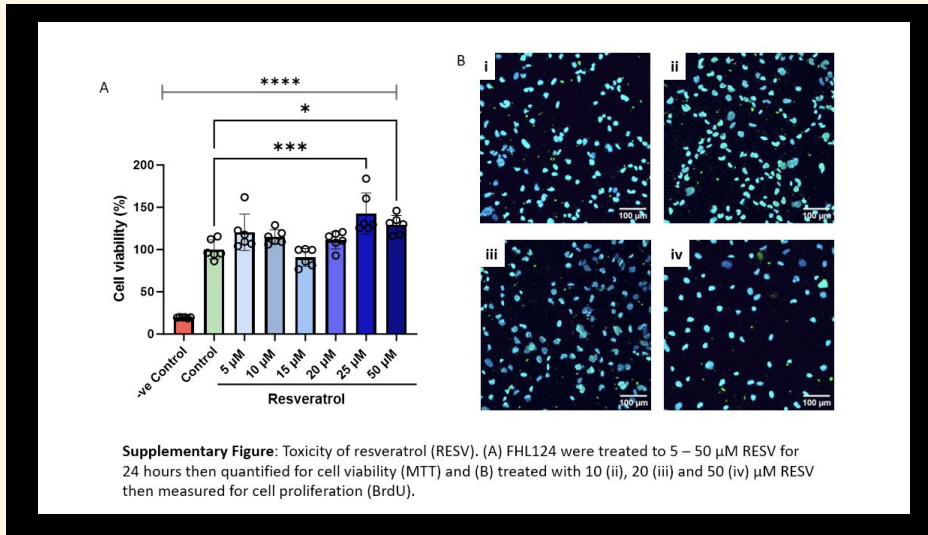 A
****
*
***
200
150
100
50
0
Cell viability (%)
-ve Control
Control
5 µM
10 µM
15 µM
20 µM
25 µM
50 µM
Resveratrol
B
i
100 µm
ii
100 µm
iii
100 µm
iv
100 µm
Supplementary Figure: Toxicity of resveratrol (RESV). (A) FHL124 were treated to 5 – 50 µM RESV for
24 hours then quantified for cell viability (MTT) and (B) treated with 10 (ii), 20 (iii) and 50 (iv) µM RESV
then measured for cell proliferation (BrdU).